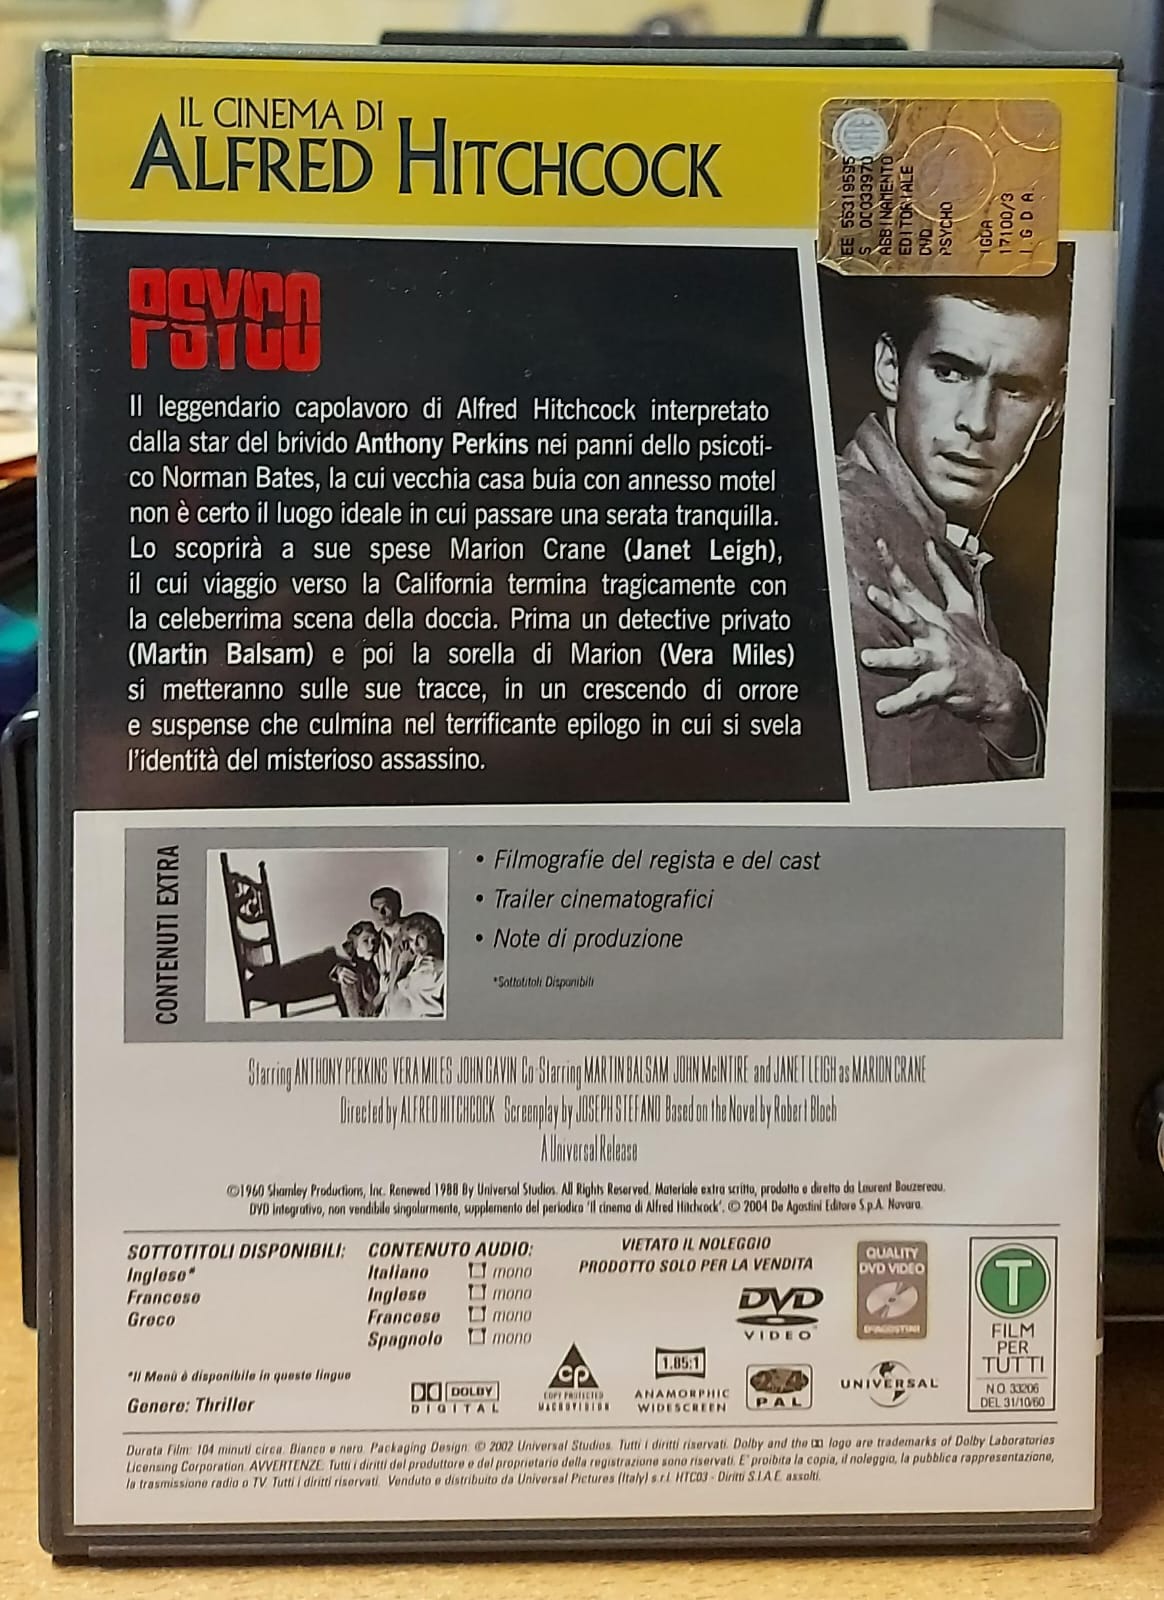 IL CINEMA DI
ALFRED HITCHCOCK
EE 55319595
S 00033970
ABBINAMENTO
EDITORIALE
DVD
PSYCHO
IGDA
17100/3
I.G.D.A.
PSYCO
Il leggendario capolavoro di Alfred Hitchcock interpretato
dalla star del brivido Anthony Perkins nei panni dello psicoti-
co Norman Bates, la cui vecchia casa buia con annesso motel
non è certo il luogo ideale in cui passare una serata tranquilla.
Lo scoprirà a sue spese Marion Crane (Janet Leigh),
il cui viaggio verso la California termina tragicamente con
la celeberrima scena della doccia. Prima un detective privato
(Martin Balsam) e poi la sorella di Marion (Vera Miles)
si metteranno sulle sue tracce, in un crescendo di orrore
e suspense che culmina nel terrificante epilogo in cui si svela
l'identità del misterioso assassino.
CONTENUTI EXTRA
• Filmografie del regista e del cast
• Trailer cinematografici
• Note di produzione
*Sottotitoli Disponibili
Starring ANTHONY PERKINS VERA MILES JOHN GAVIN Co-Starring MARTIN BALSAM JOHN McINTIRE and JANET LEIGH as MARION CRANE
Directed by ALFRED HITCHCOCK Screenplay by JOSEPH STEFANO Based on the Novel by Robert Bloch
A Universal Release
©1960 Shamley Productions, Inc. Renewed 1988 By Universal Studios. All Rights Reserved. Materiale extra scritto, prodotto e diretto da Laurent Bouzereau.
DVD integrativo, non vendibile singolarmente, supplemento del periodico 'Il cinema di Alfred Hitchcock'. © 2004 De Agostini Editore S.p.A. Novara.
SOTTOTITOLI DISPONIBILI:
Inglese*
Francese
Greco
*Il Menù è disponibile in queste lingue
Genere: Thriller
CONTENUTO AUDIO:
Italiano mono
Inglese mono
Francese mono
Spagnolo mono
VIETATO IL NOLEGGIO
PRODOTTO SOLO PER LA VENDITA
DVD
VIDEO
QUALITY
DVD VIDEO
DEAGOSTINI
T
FILM
PER
TUTTI
N.O. 33206
DEL 31/10/60
DOLBY
DIGITAL
CP
COPY PROTECTED
MACROVISION
1.85:1
ANAMORPHIC
WIDESCREEN
PAL
UNIVERSAL
Durata Film: 104 minuti circa. Bianco e nero. Packaging Design: © 2002 Universal Studios. Tutti i diritti riservati. Dolby and the logo are trademarks of Dolby Laboratories
Licensing Corporation. AVVERTENZE: Tutti i diritti del produttore e del proprietario della registrazione sono riservati. E' proibita la copia, il noleggio, la pubblica rappresentazione,
la trasmissione radio o TV. Tutti i diritti riservati. Venduto e distribuito da Universal Pictures (Italy) s.r.l. HTC03 - Diritti S.I.A.E. assolti.